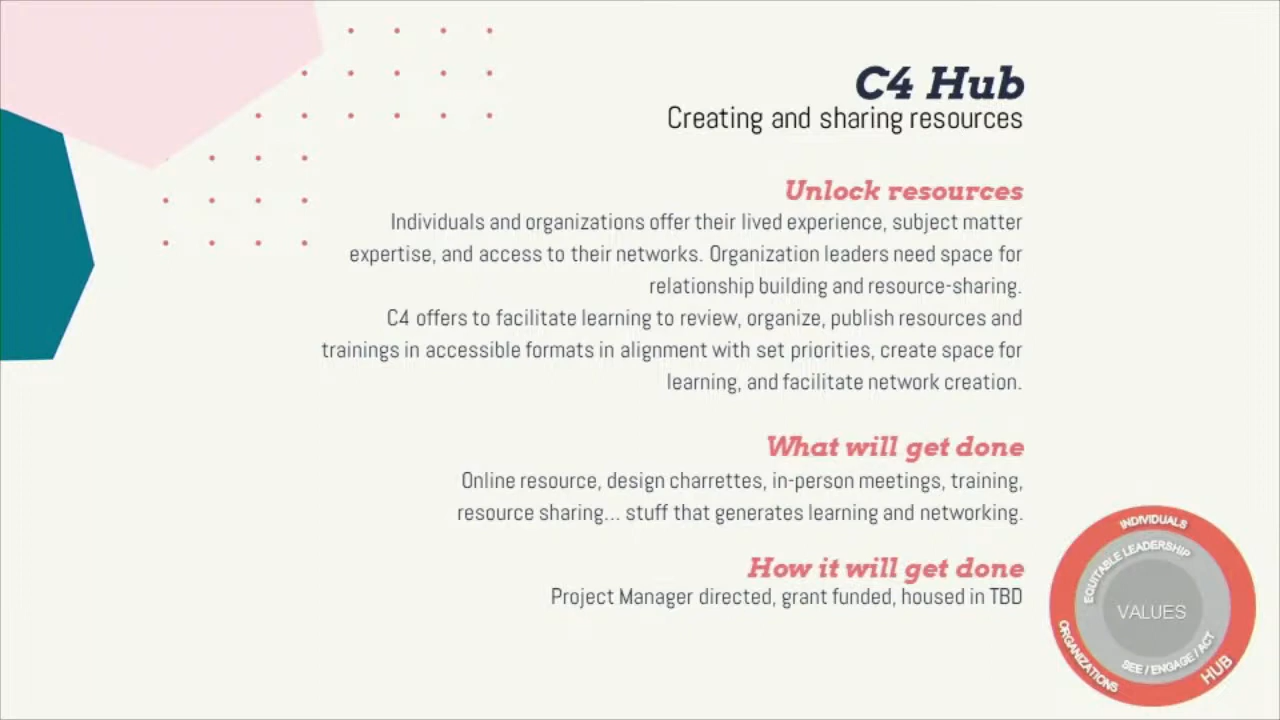 C4 Hub
Creating and sharing resources
Unlock resources
Individuals and organizations offer their lived experience, subject matter
expertise, and access to their networks. Organization leaders need space for
relationship building and resource-sharing.
C4 offers to facilitate learning to review, organize, publish resources and
trainings in accessible formats in alignment with set priorities, create space for
learning, and facilitate network creation.
What will get done
Online resource, design charrettes, in-person meetings, training,
resource sharing... stuff that generates learning and networking.
How it will get done
Project Manager directed, grant funded, housed in TBD
INDIVIDUALS
EQUITABLE LEADERSHIP
VALUES
SEE / ENGAGE / ACT
ORGANIZATIONS
HUB